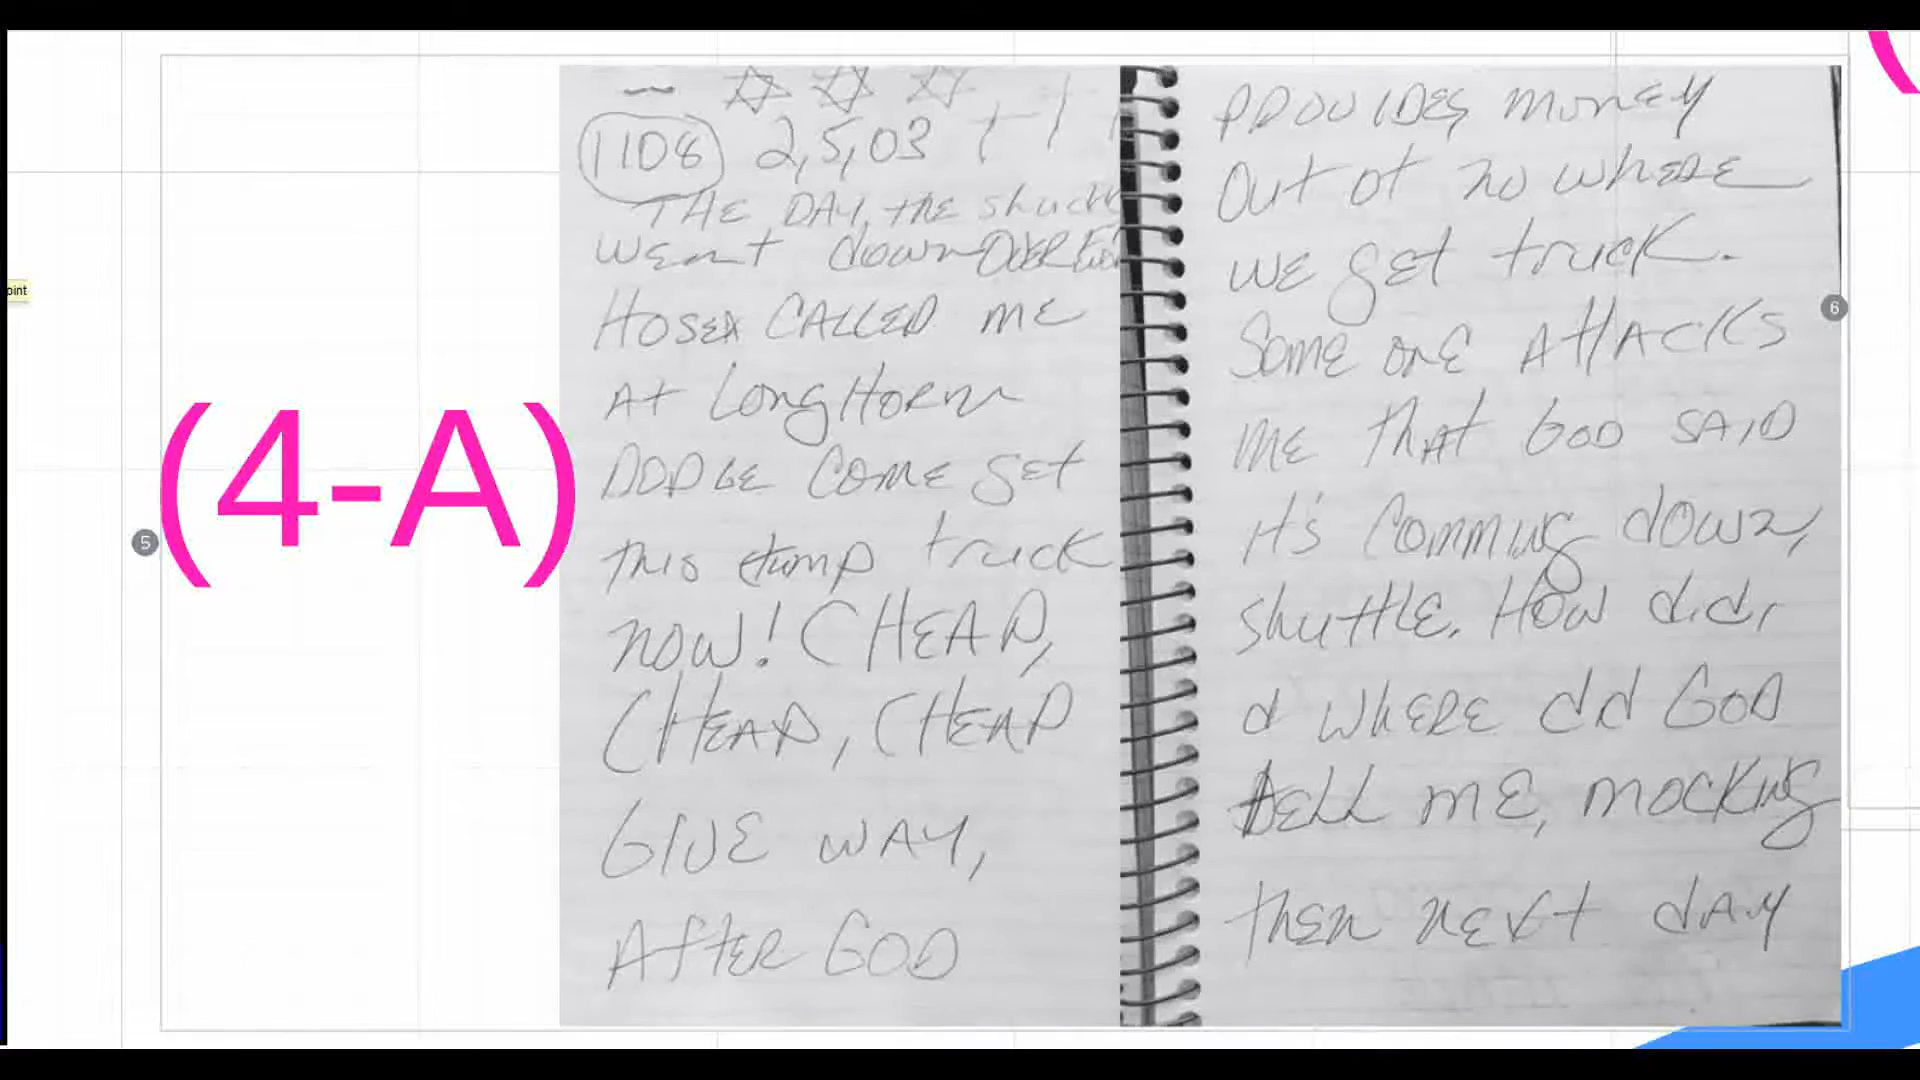 (4-A)
1108 2,5,03
THE DAY, the
went down OVER
HOSEA CALLED ME
At LongHorn
DODGE COME get
this dump truck
now! CHEAP,
CHEAP, CHEAP
GIVE WAY,
AftER GOD
PROVIDES monEy
Out of no wHERE
WE get truck.
SomE onE AttACKS
ME that GOD SAID
it's Comming down,
shuttlE. How did,
d wHERE did GOD
tell mE, mocking
then nExt dAy
oint
5
6